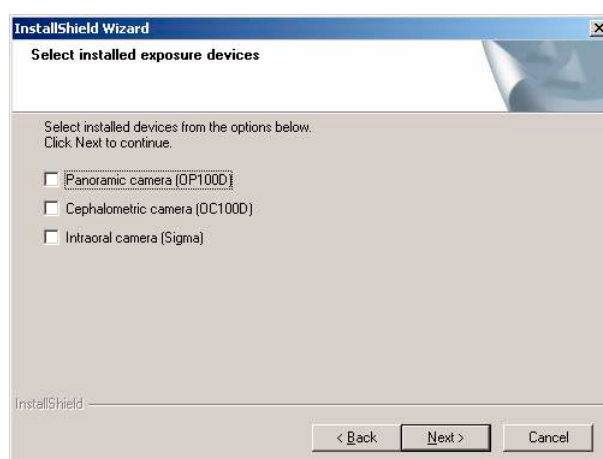 InstallShield Wizard
Select installed exposure devices
Select installed devices from the options below.
Click Next to continue.
Panoramic camera (OP100D)
Cephalometric camera (OC100D)
Intraoral camera (Sigma)
InstallShield
< Back Next > Cancel